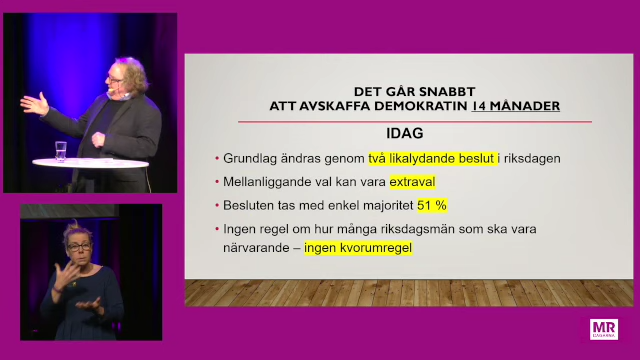 DET GÅR SNABBT
ATT AVSKAFFA DEMOKRATIN 14 MÅNADER
IDAG
• Grundlag ändras genom två likalydande beslut i riksdagen
• Mellanliggande val kan vara extraval
• Besluten tas med enkel majoritet 51 %
• Ingen regel om hur många riksdagsmän som ska vara
närvarande – ingen kvorumregel
MR
DAGARNA